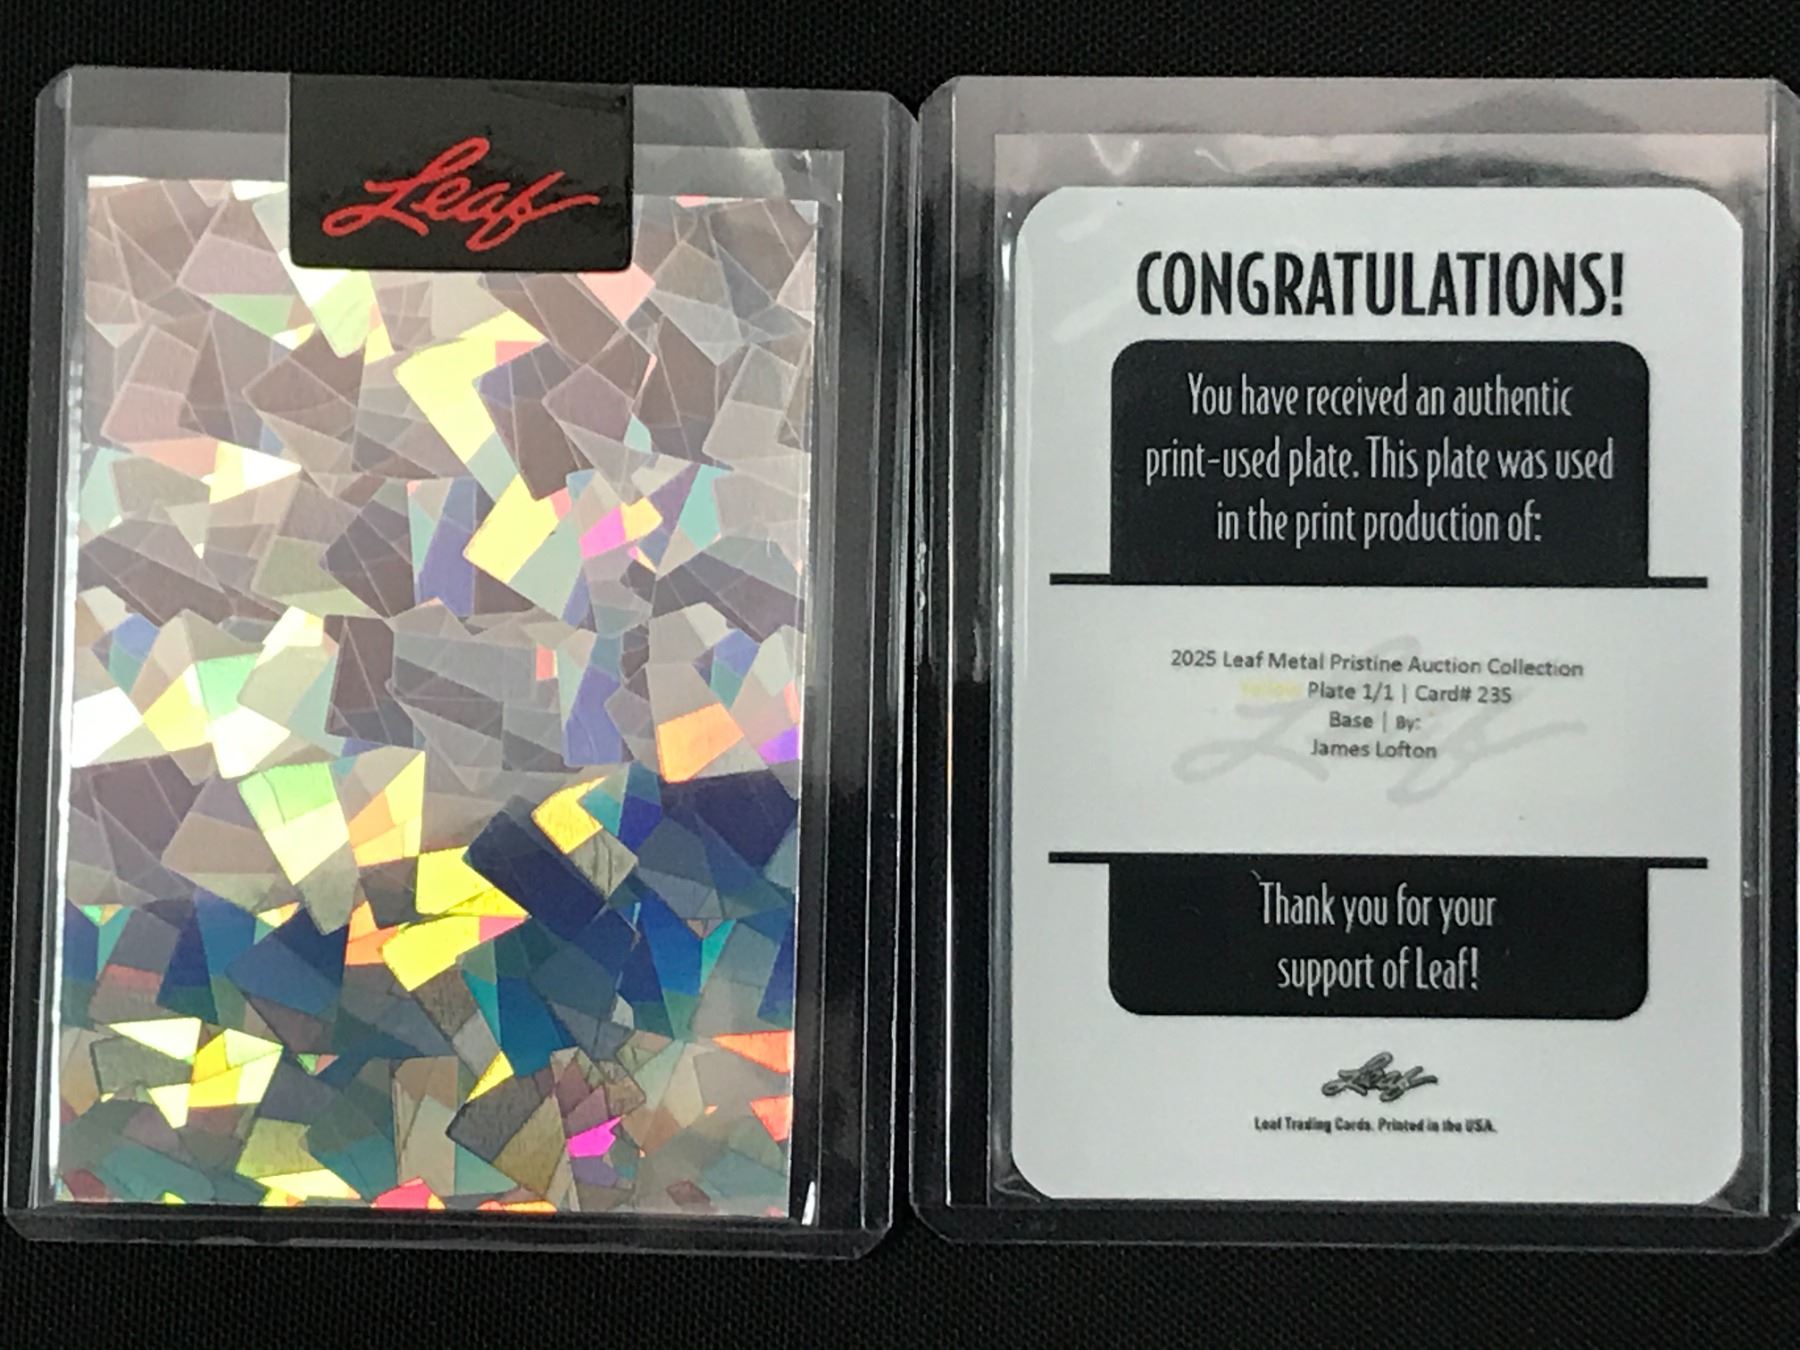 Leaf
CONGRATULATIONS!
You have received an authentic
print-used plate. This plate was used
in the print production of:
2025 Leaf Metal Pristine Auction Collection
Yellow Plate 1/1 | Card# 235
Base | By:
James Lofton
Leaf
Thank you for your
support of Leaf!
Leaf
Leaf Trading Cards. Printed in the USA.